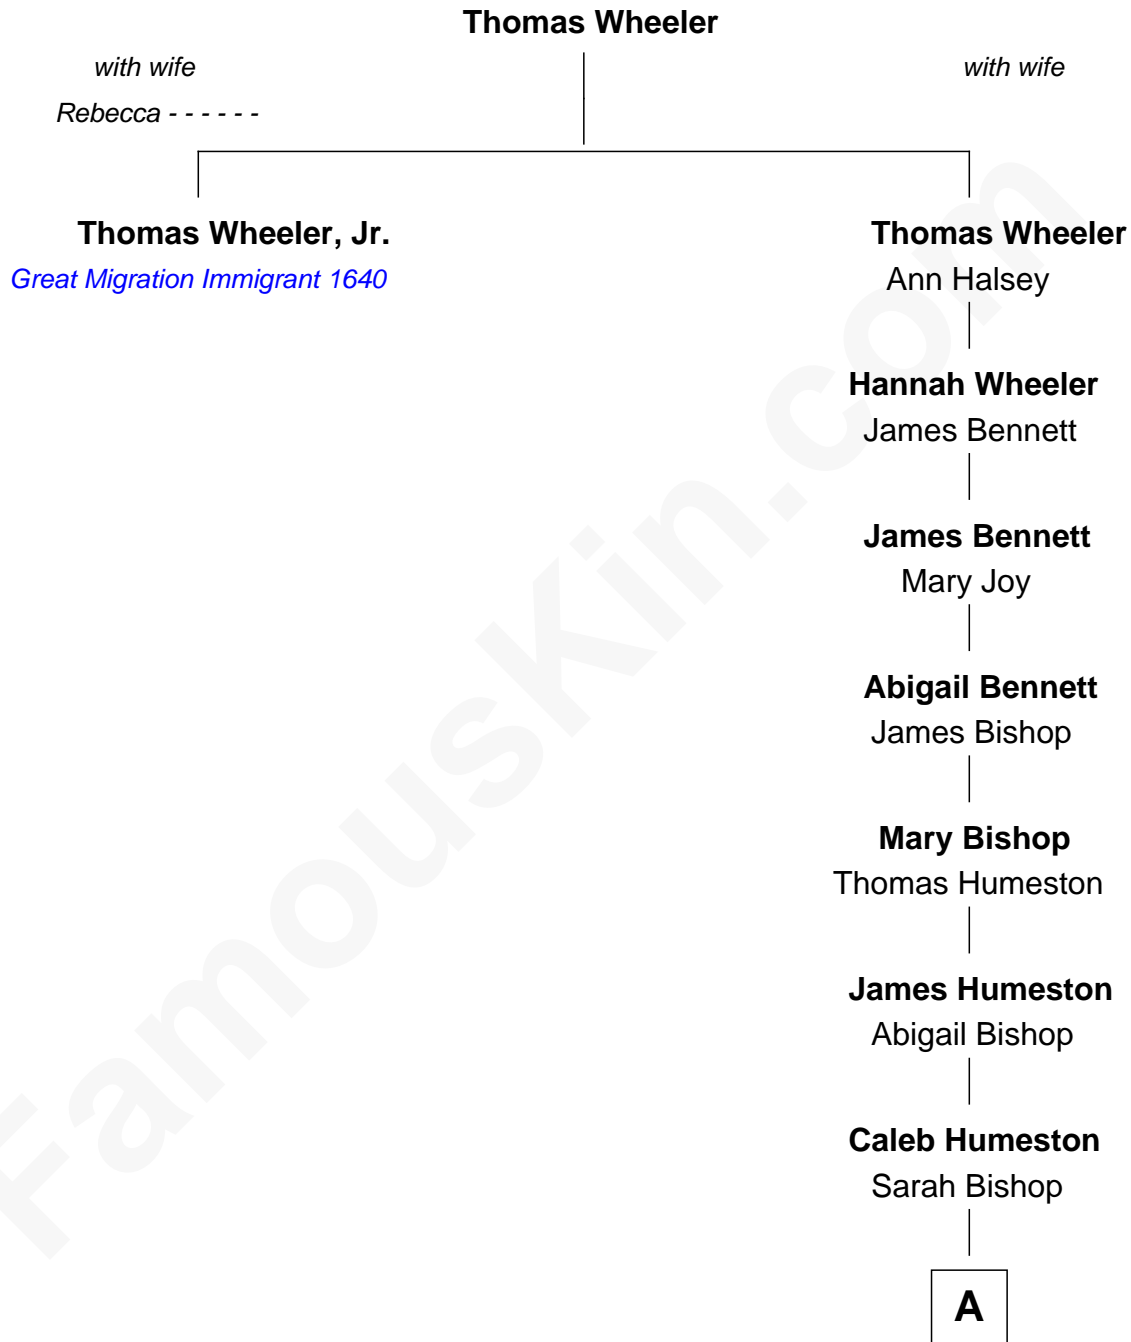 Thomas Wheeler
with wife
with wife
Rebecca - - - - - -
Thomas Wheeler, Jr.
Great Migration Immigrant 1640
Thomas Wheeler
Ann Halsey
Hannah Wheeler
James Bennett
James Bennett
Mary Joy
Abigail Bennett
James Bishop
Mary Bishop
Thomas Humeston
James Humeston
Abigail Bishop
Caleb Humeston
Sarah Bishop
A
FamousKin.com